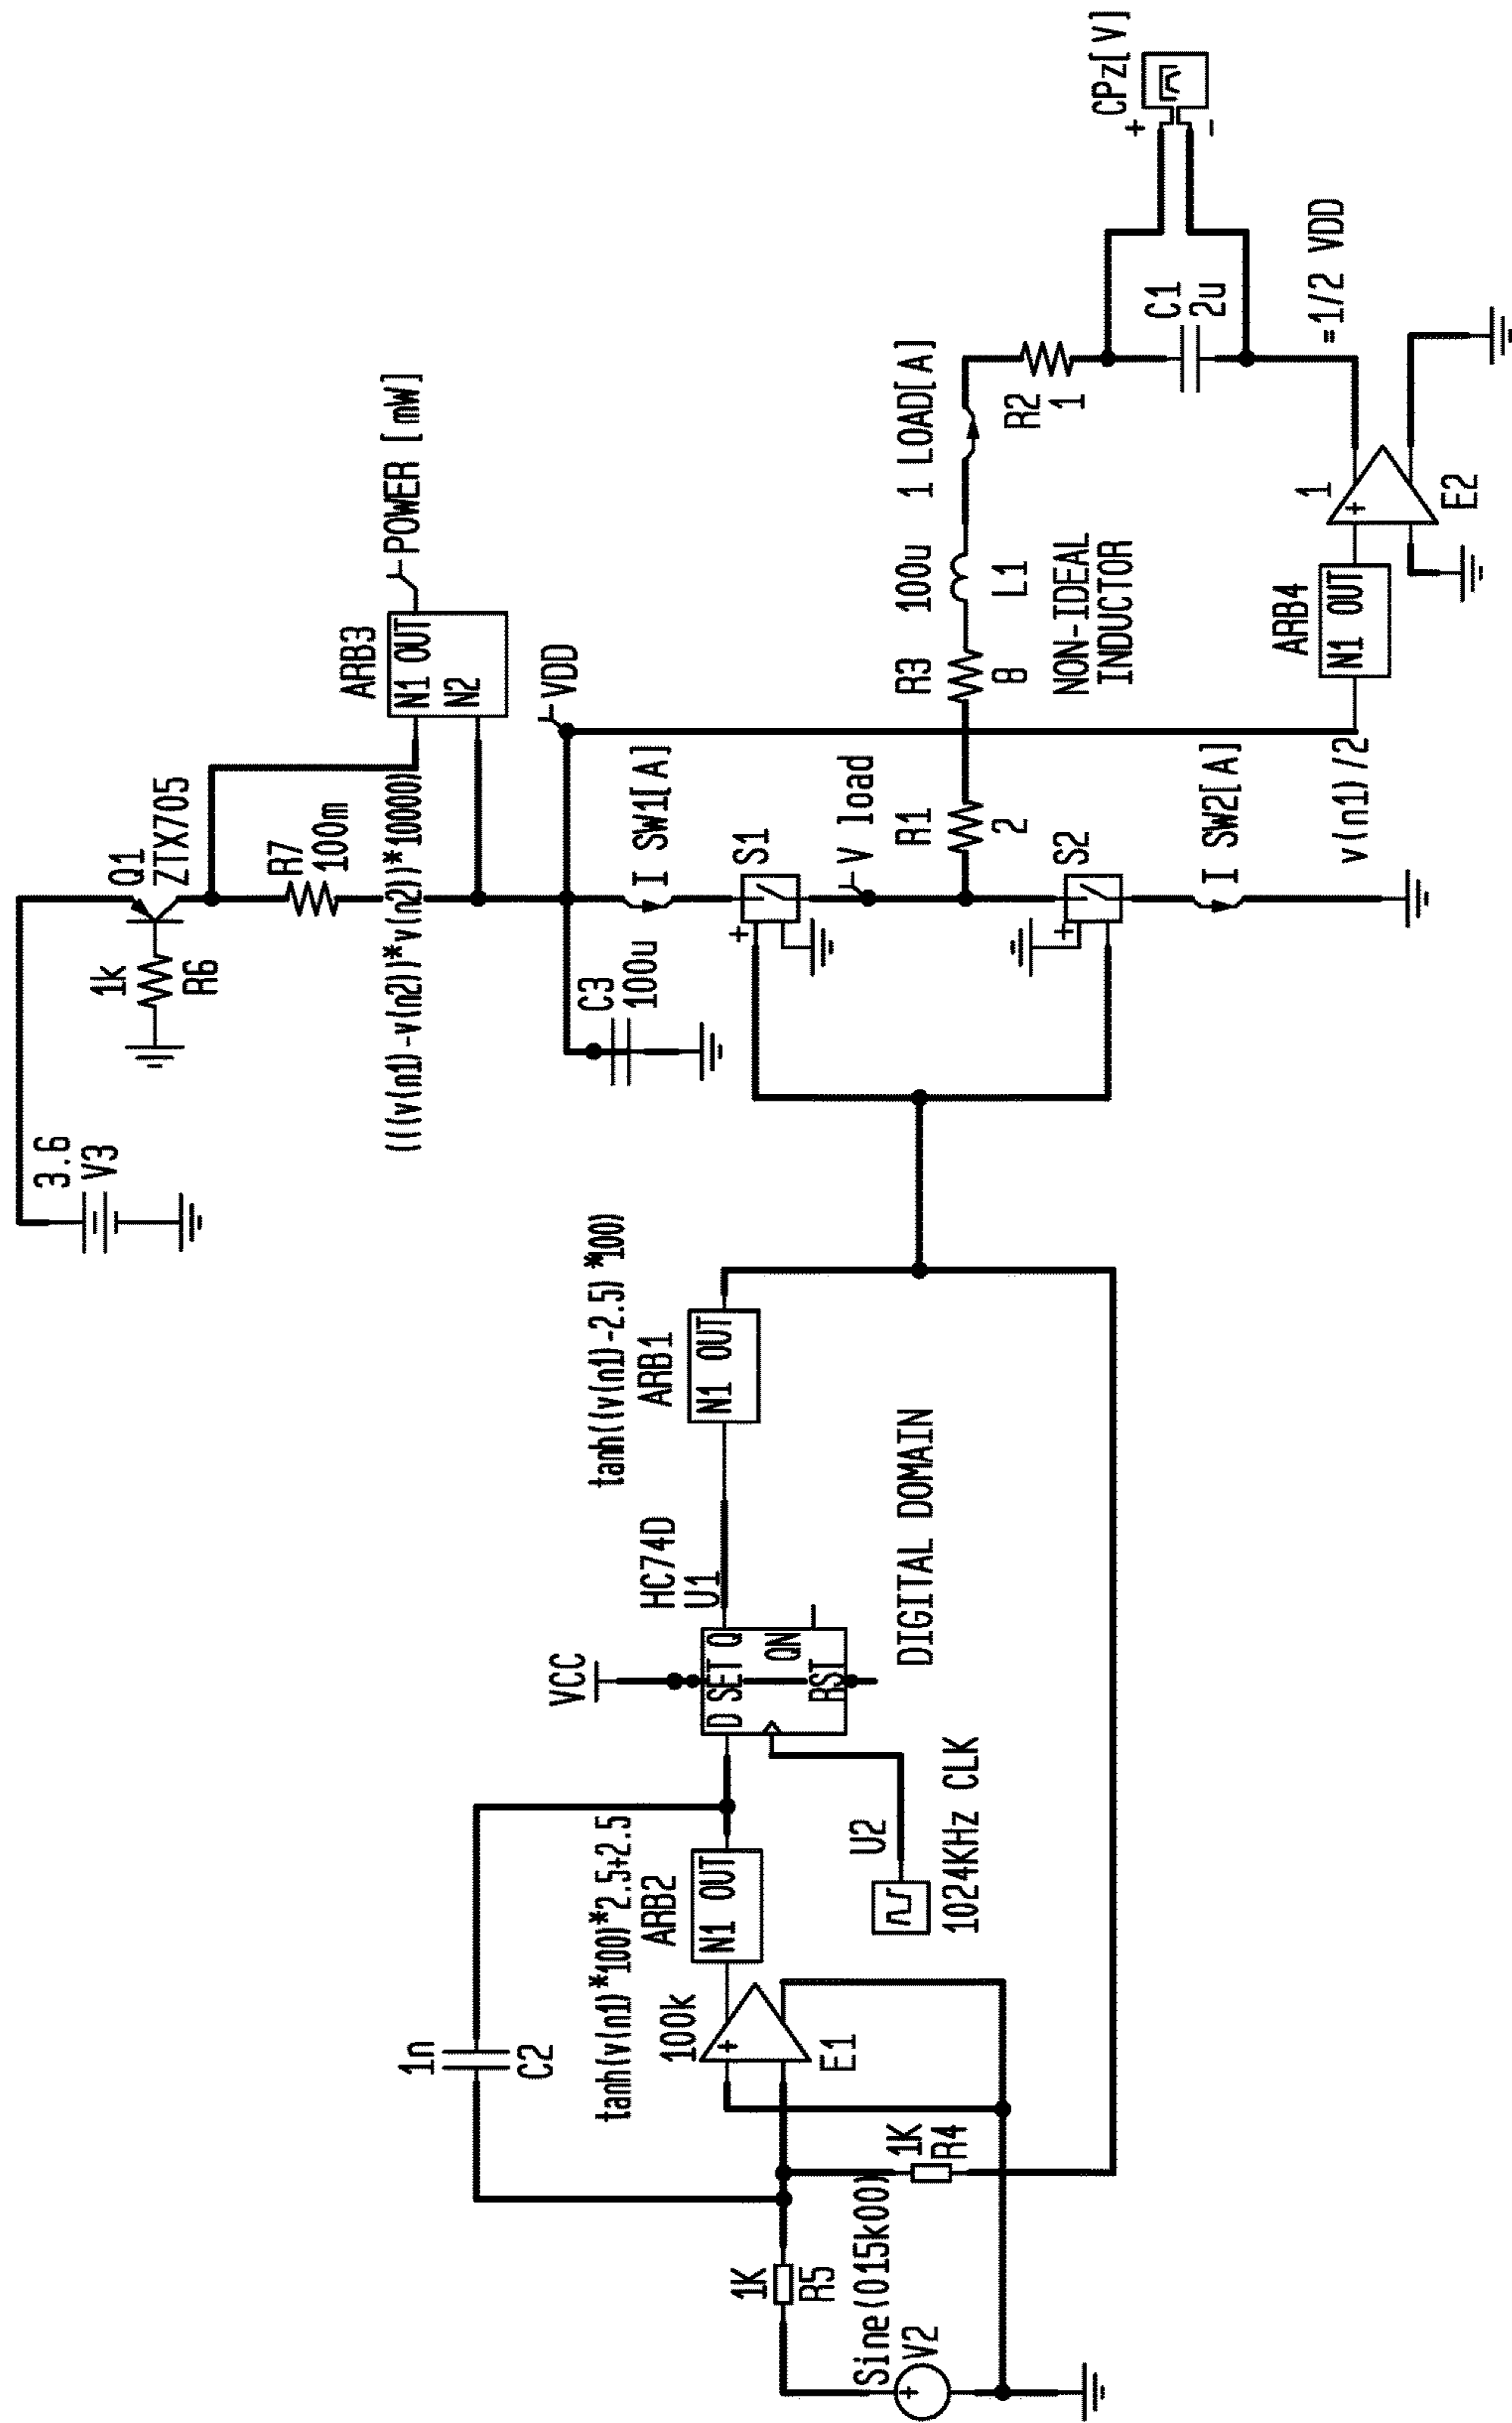 3.6
V3
1k
R6
Q1
ZTX705
R7
100m
ARB3
N1 OUT
N2
POWER [mW]
(((v(n1)-v(n2))*v(n2))*10000)
VDD
C3
100u
I SW1[A]
S1
+
V load
R1
2
R3
8
100u
L1
NON-IDEAL
INDUCTOR
1 LOAD[A]
R2
1
C1
2u
CPz[V]
+
-
S2
+
I SW2[A]
v(n1)/2
ARB4
N1 OUT
1
+
E2
=1/2 VDD
1n
C2
tanh(v(n1)*100)*2.5+2.5
ARB2
N1 OUT
100k
+
E1
VCC
HC74D
U1
D SET Q
QN
RST
tanh((v(n1)-2.5)*100)
ARB1
N1 OUT
U2
1024KHz CLK
DIGITAL DOMAIN
1K
R5
1K
R4
Sine(015k00)
V2
+